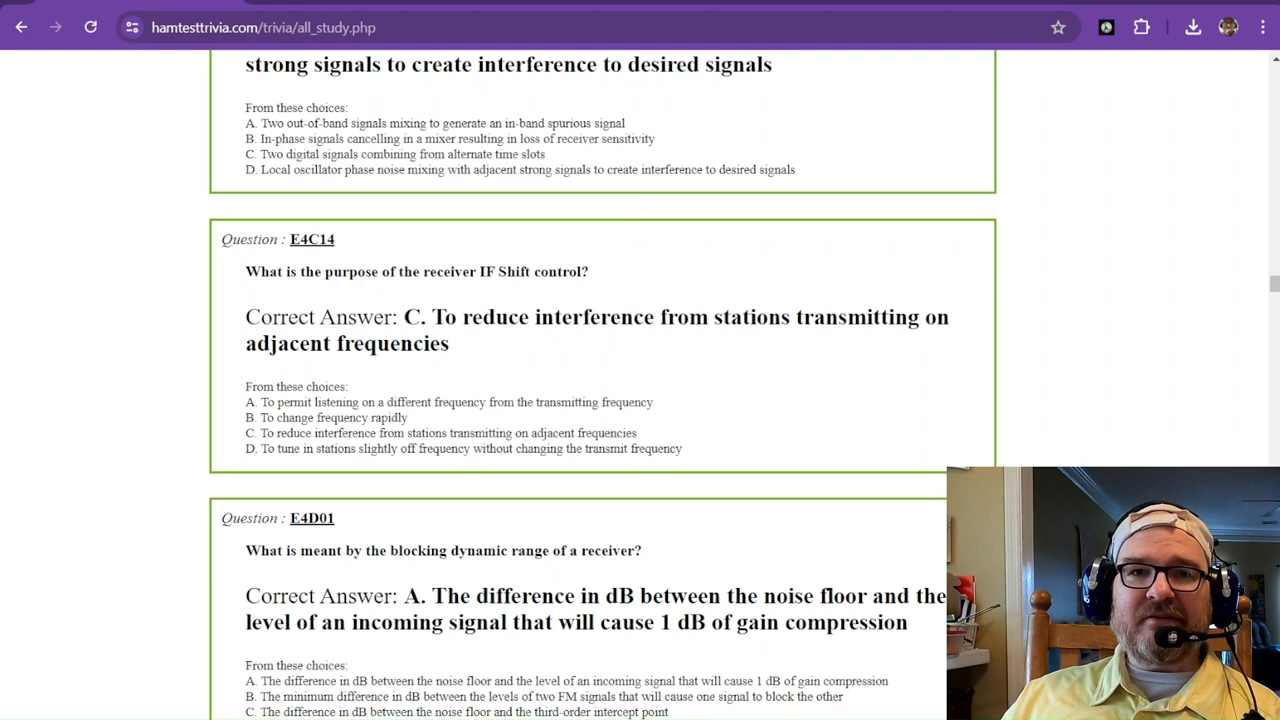 hamtesttrivia.com/trivia/all_study.php
strong signals to create interference to desired signals
From these choices:
A. Two out-of-band signals mixing to generate an in-band spurious signal
B. In-phase signals cancelling in a mixer resulting in loss of receiver sensitivity
C. Two digital signals combining from alternate time slots
D. Local oscillator phase noise mixing with adjacent strong signals to create interference to desired signals
Question : E4C14
What is the purpose of the receiver IF Shift control?
Correct Answer: C. To reduce interference from stations transmitting on
adjacent frequencies
From these choices:
A. To permit listening on a different frequency from the transmitting frequency
B. To change frequency rapidly
C. To reduce interference from stations transmitting on adjacent frequencies
D. To tune in stations slightly off frequency without changing the transmit frequency
Question : E4D01
What is meant by the blocking dynamic range of a receiver?
Correct Answer: A. The difference in dB between the noise floor and the
level of an incoming signal that will cause 1 dB of gain compression
From these choices:
A. The difference in dB between the noise floor and the level of an incoming signal that will cause 1 dB of gain compression
B. The minimum difference in dB between the levels of two FM signals that will cause one signal to block the other
C. The difference in dB between the noise floor and the third-order intercept point